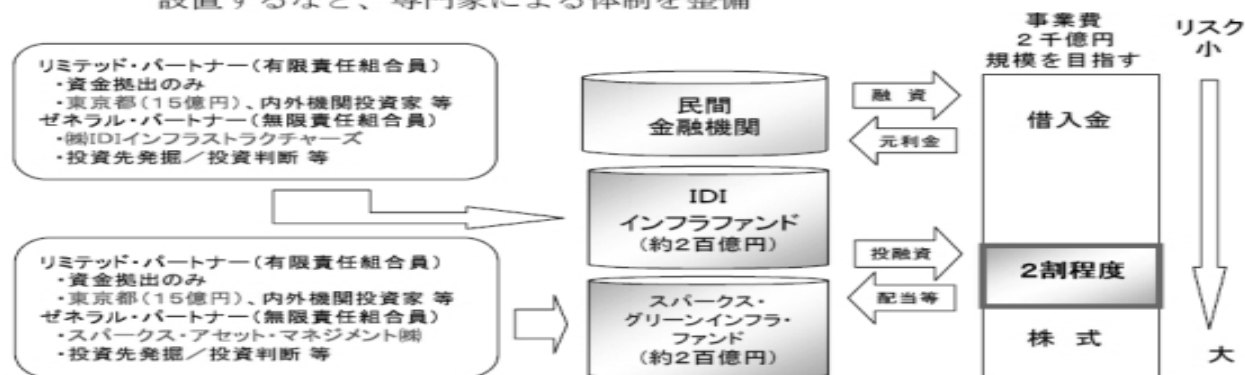 設置するなど、専門家による体制を整備
リミテッド・パートナー(有限責任組合員)
・資金拠出のみ
・東京都(15億円)、内外機関投資家 等
ゼネラル・パートナー(無限責任組合員)
・㈱IDIインフラストラクチャーズ
・投資先発掘/投資判断 等
リミテッド・パートナー(有限責任組合員)
・資金拠出のみ
・東京都(15億円)、内外機関投資家 等
ゼネラル・パートナー(無限責任組合員)
・スパークス・アセット・マネジメント㈱
・投資先発掘/投資判断 等
民間
金融機関
IDI
インフラファンド
(約2百億円)
スパークス・
グリーンインフラ・
ファンド
(約2百億円)
融 資
元利金
投融資
配当等
事業費
2千億円
規模を目指す
借入金
2割程度
株 式
リスク
小
大